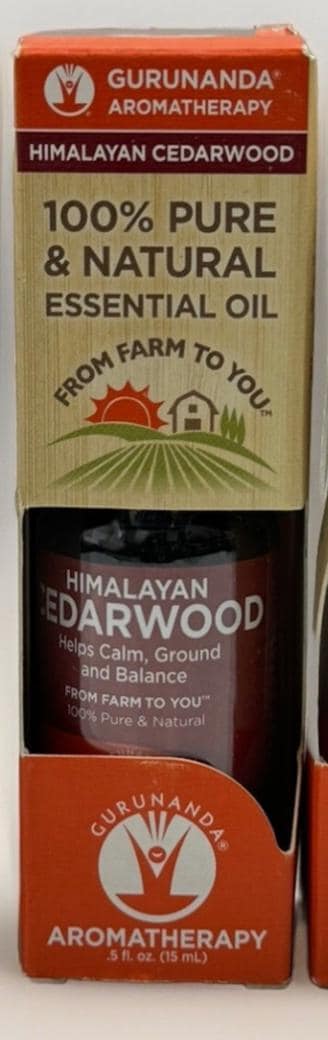 GURUNANDA®
AROMATHERAPY
HIMALAYAN CEDARWOOD
100% PURE
& NATURAL
ESSENTIAL OIL
FROM FARM TO YOU™
HIMALAYAN
EDARWOOD
Helps Calm, Ground
and Balance
FROM FARM TO YOU™
100% Pure & Natural
GURUNANDA®
AROMATHERAPY
.5 fl. oz. (15 mL)